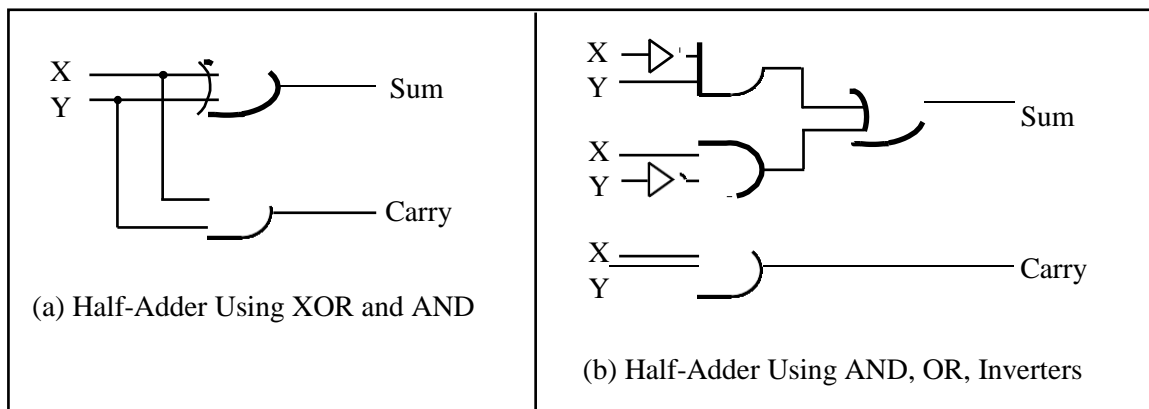 X
Y
Sum
Carry
(a) Half-Adder Using XOR and AND
X
Y
Sum
X
Y
X
Y
Carry
(b) Half-Adder Using AND, OR, Inverters